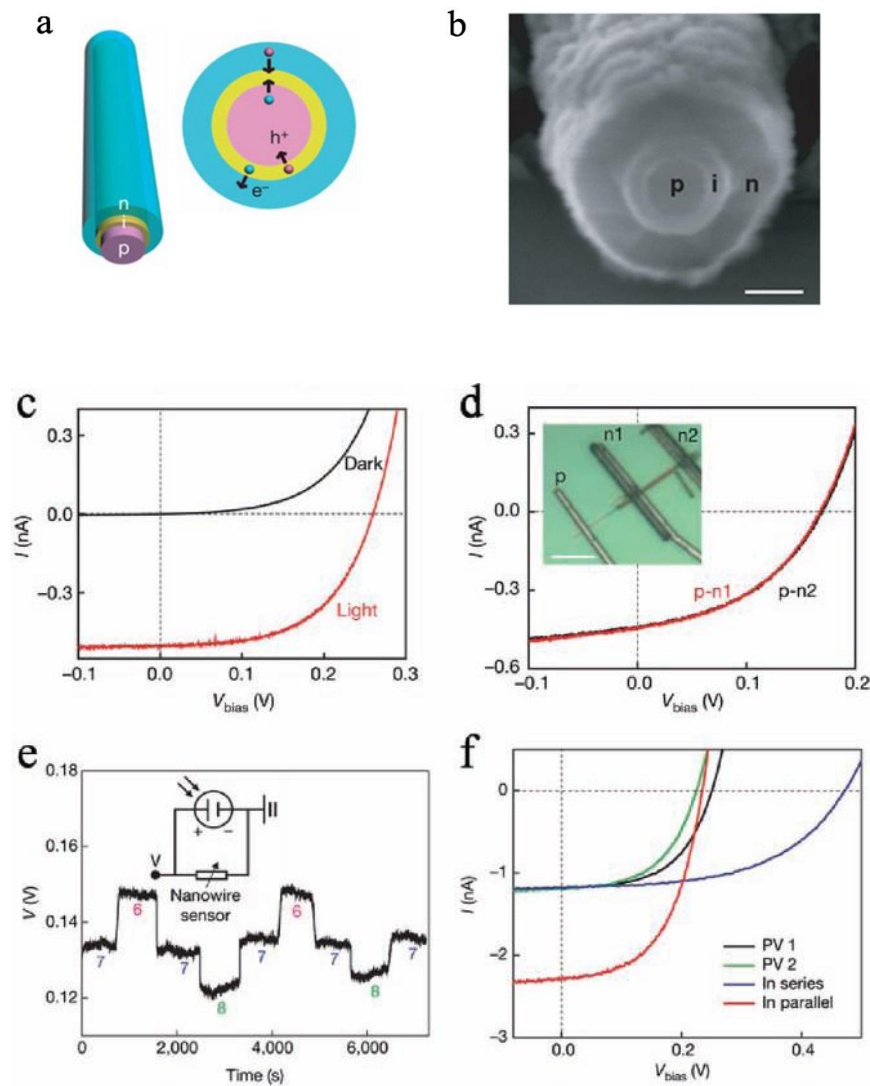 a
n
i
p
h⁺
e⁻
b
p i n
c
0.3
0.0
−0.3
I (nA)
Dark
Light
−0.1 0.0 0.1 0.2 0.3
V bias (V)
d
0.3
0.0
−0.3
−0.6
I (nA)
p
n1
n2
p-n1
p-n2
−0.1 0.0 0.1 0.2
V bias (V)
e
0.18
0.16
0.14
0.12
V (V)
+ −
V
Nanowire
sensor
7 6 7 8 7 6 7 8 7
0 2,000 4,000 6,000
Time (s)
f
0
−1
−2
−3
I (nA)
PV 1
PV 2
In series
In parallel
0.0 0.2 0.4
V bias (V)